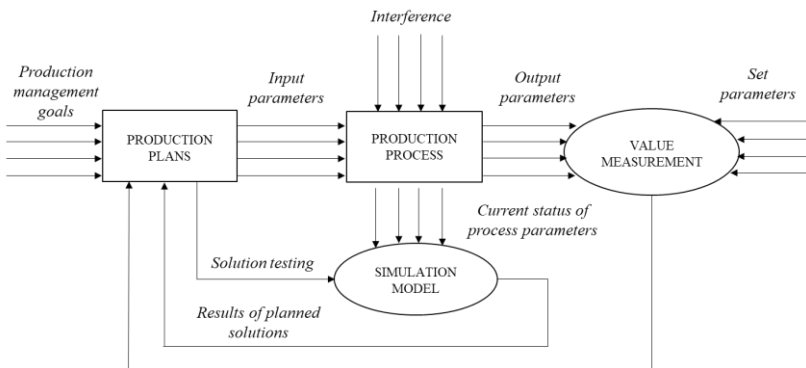 Interference
Production
management
goals
Input
parameters
Output
parameters
Set
parameters
PRODUCTION
PLANS
PRODUCTION
PROCESS
VALUE
MEASUREMENT
Current status of
process parameters
Solution testing
SIMULATION
MODEL
Results of planned
solutions